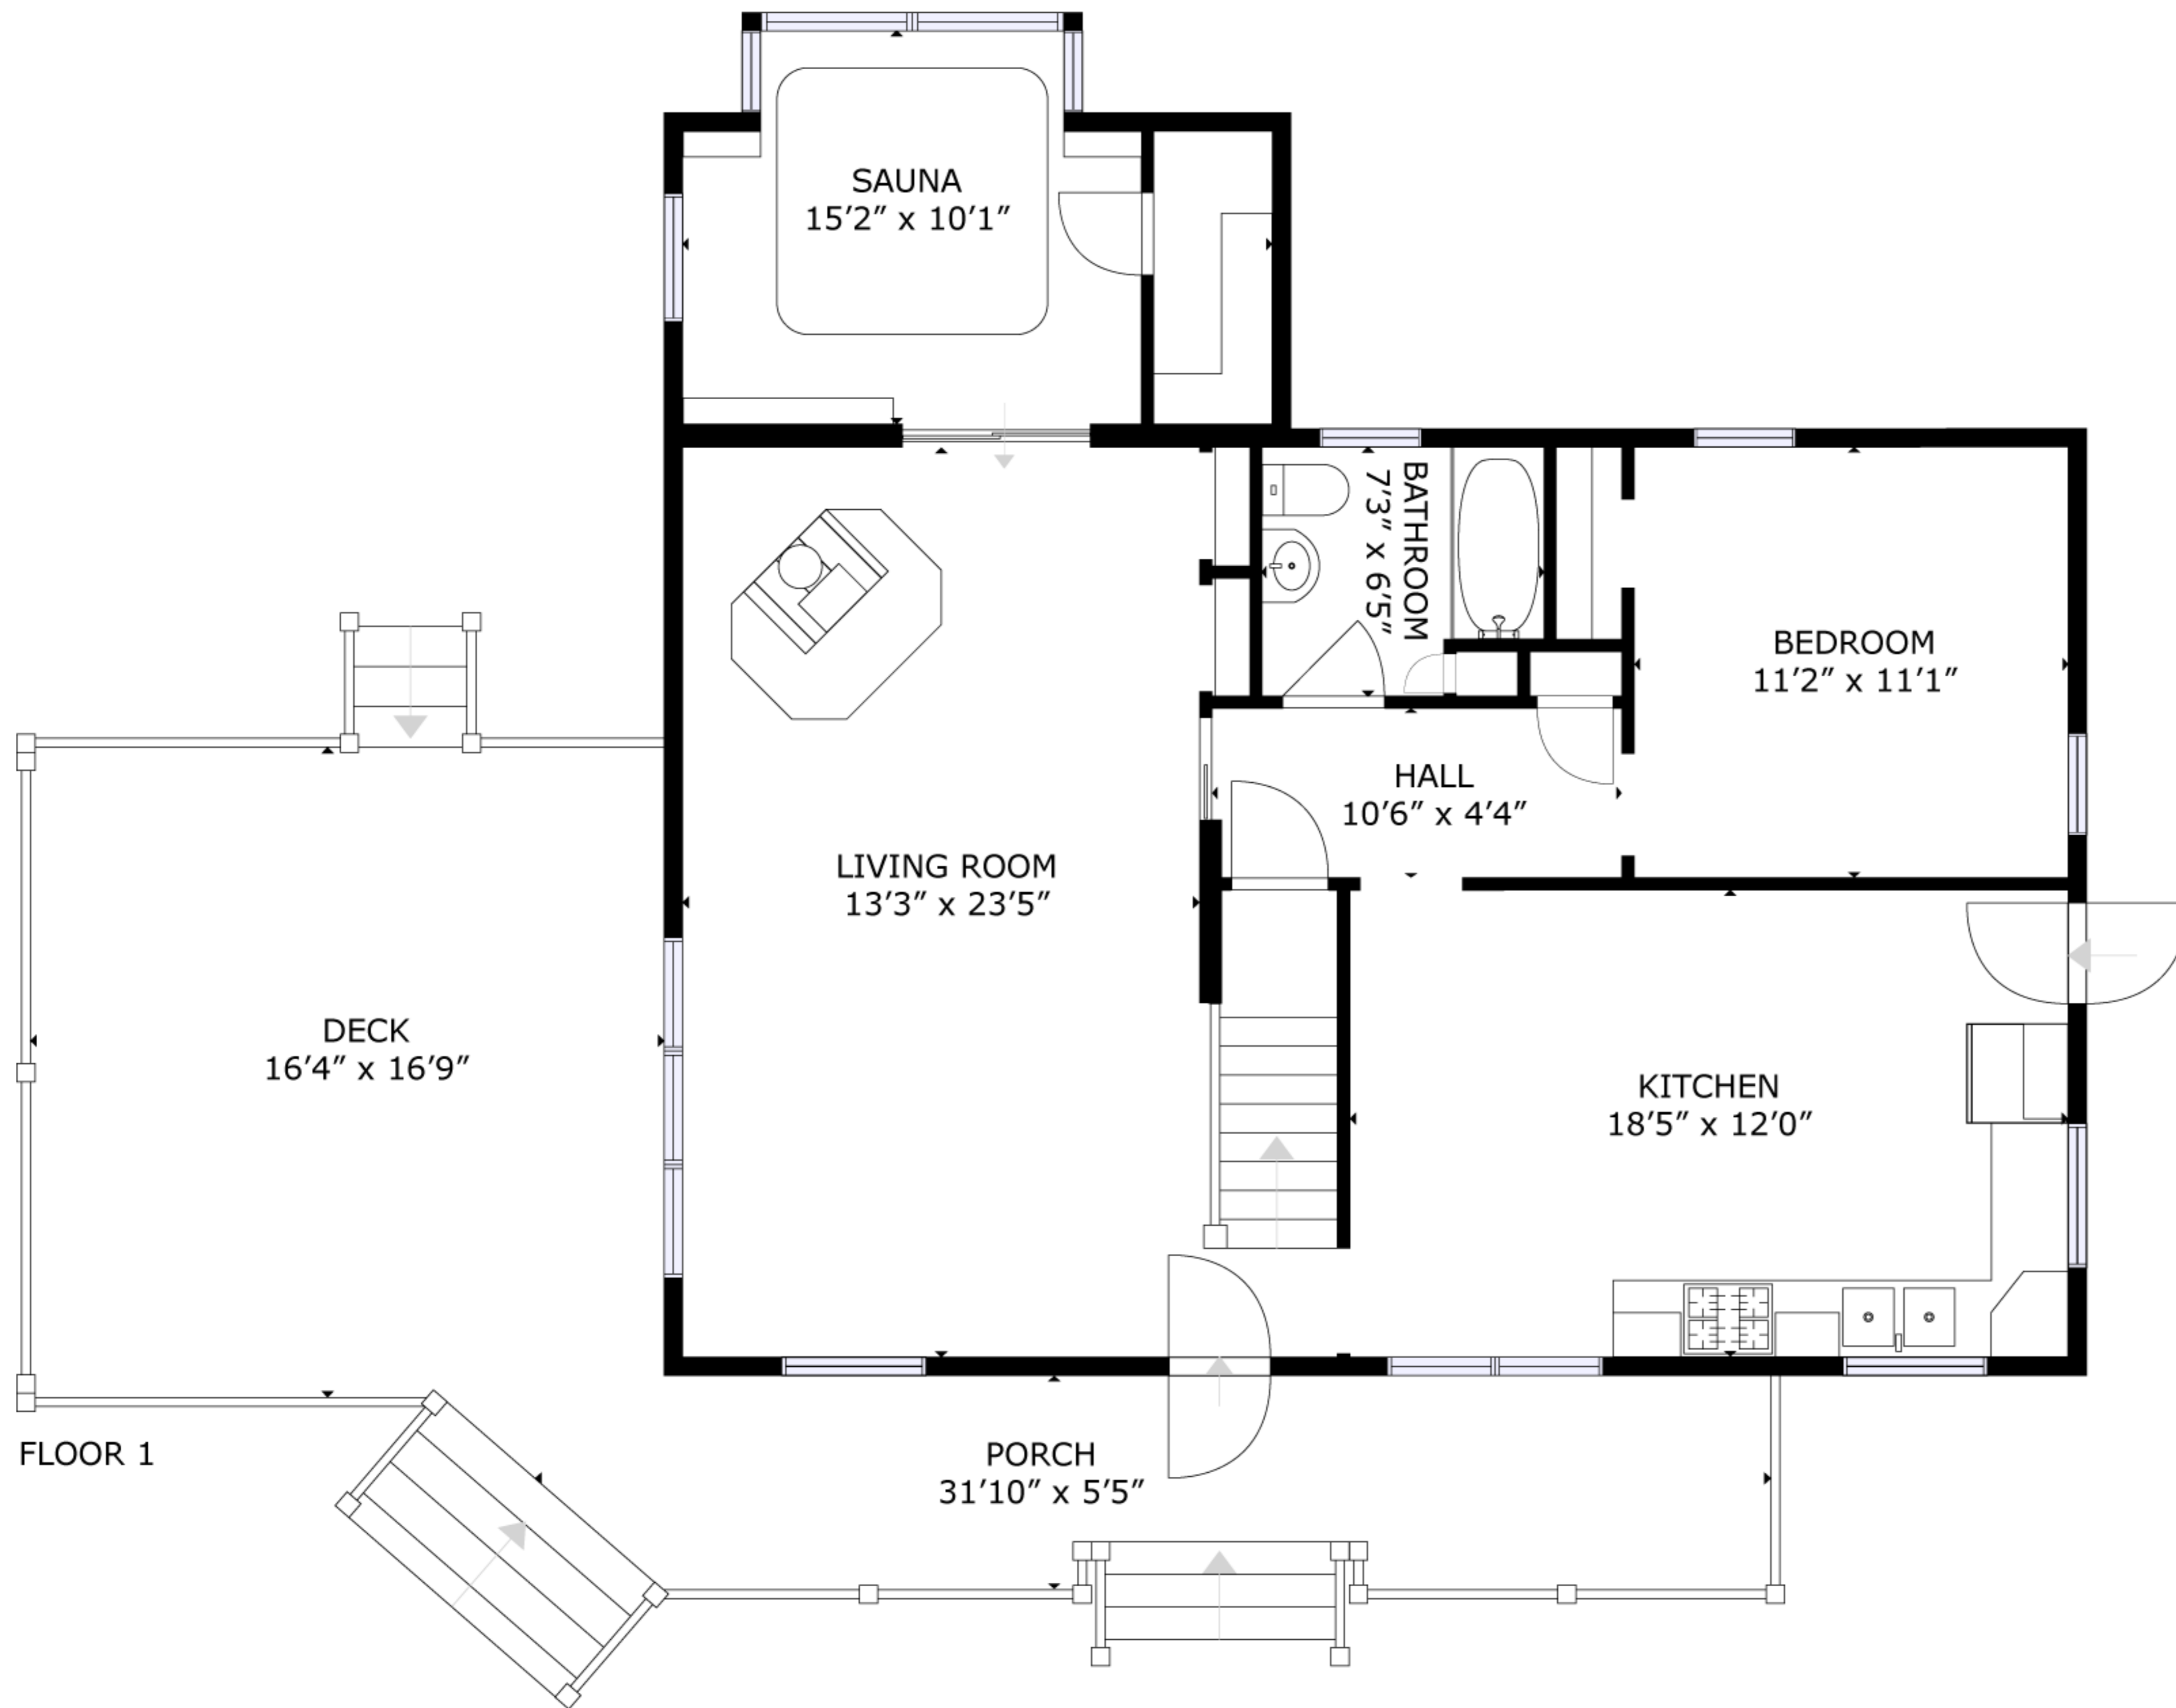 SAUNA
15′2″ x 10′1″
BATHROOM
7′3″ x 6′5″
BEDROOM
11′2″ x 11′1″
HALL
10′6″ x 4′4″
LIVING ROOM
13′3″ x 23′5″
DECK
16′4″ x 16′9″
KITCHEN
18′5″ x 12′0″
FLOOR 1
PORCH
31′10″ x 5′5″